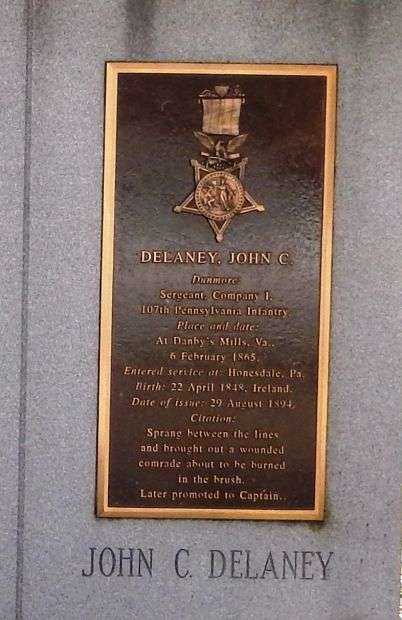 DELANEY, JOHN C.
Dunmore
Sergeant, Company I,
107th Pennsylvania Infantry.
Place and date:
At Danby's Mills, Va.,
6 February 1865.
Entered service at: Honesdale, Pa.
Birth: 22 April 1848, Ireland.
Date of issue: 29 August 1894.
Citation:
Sprang between the lines
and brought out a wounded
comrade about to be burned
in the brush.
Later promoted to Captain..
JOHN C. DELANEY